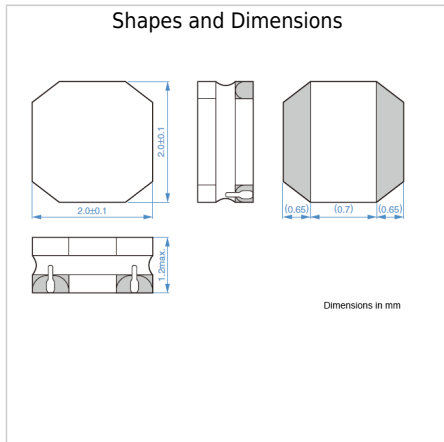 Shapes and Dimensions
2.0±0.1
2.0±0.1
(0.65)
(0.7)
(0.65)
1.2max.
Dimensions in mm